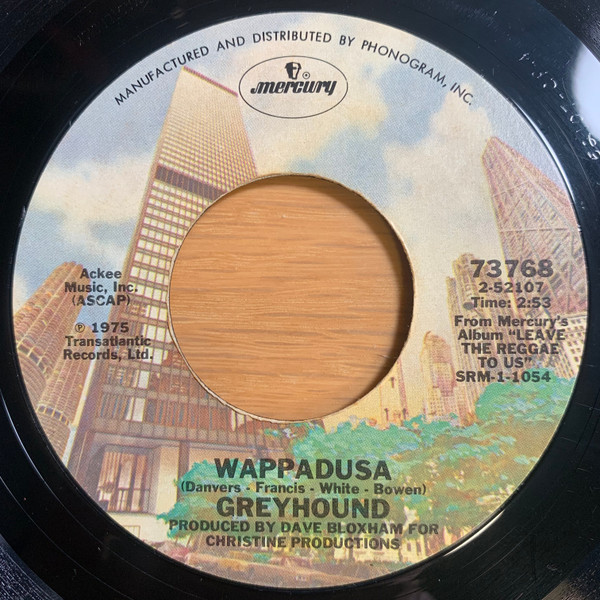 MANUFACTURED AND DISTRIBUTED BY PHONOGRAM, INC.
mercury
Ackee
Music, Inc.
(ASCAP)
℗ 1975
Transatlantic
Records, Ltd.
73768
2-52107
Time: 2:53
From Mercury's
Album "LEAVE
THE REGGAE
TO US"
SRM-1-1054
WAPPADUSA
(Danvers - Francis - White - Bowen)
GREYHOUND
PRODUCED BY DAVE BLOXHAM FOR
CHRISTINE PRODUCTIONS